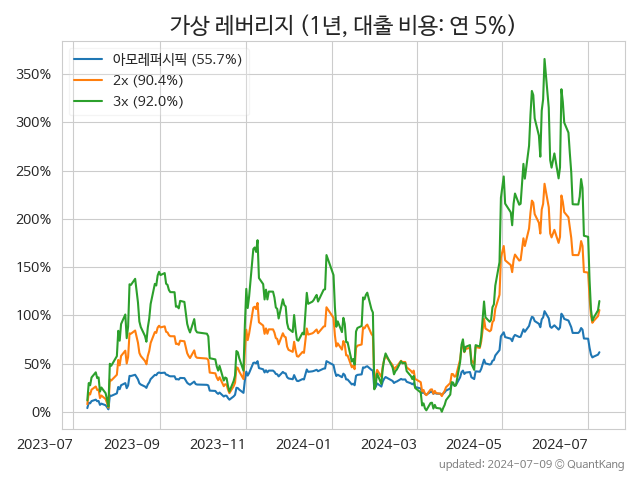 가상 레버리지 (1년, 대출 비용: 연 5%)
아모레퍼시픽 (55.7%)
2x (90.4%)
3x (92.0%)
350%
300%
250%
200%
150%
100%
50%
0%
2023-07 2023-09 2023-11 2024-01 2024-03 2024-05 2024-07
updated: 2024-07-09 © QuantKang